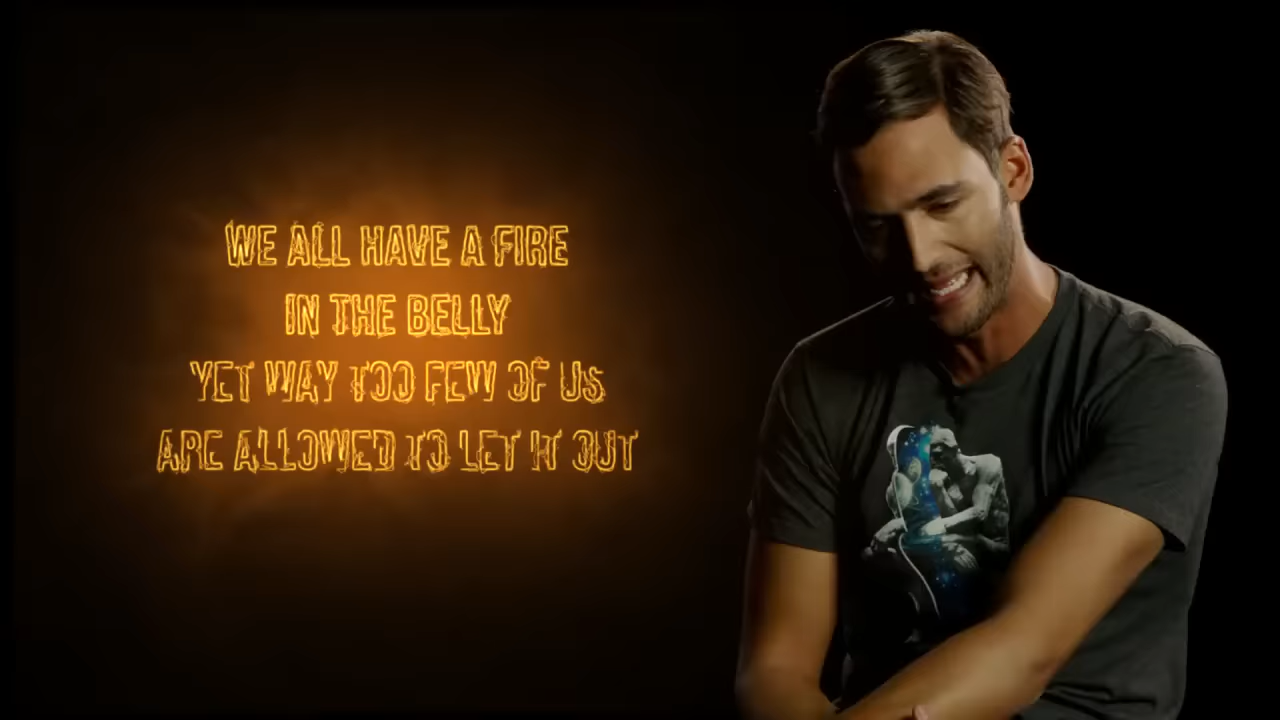 WE ALL HAVE A FIRE
IN THE BELLY
YET WAY TOO FEW OF US
ARE ALLOWED TO LET IT OUT